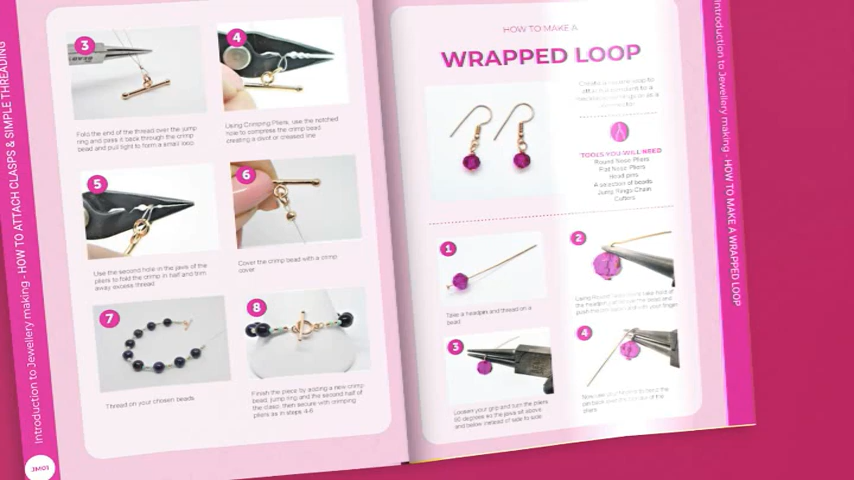 Introduction to Jewellery making - HOW TO ATTACH CLASPS & SIMPLE THREADING
JM01
3
Fold the end of the thread over the jump
ring and pass it back through the crimp
bead and pull tight to form a small loop
4
Using Crimping Pliers, use the notched
hole to compress the crimp bead
creating a divot or creased line
5
Use the second hole in the jaws of the
pliers to fold the crimp in half and trim
away excess thread
6
Cover the crimp bead with a crimp
cover
7
Thread on your chosen beads.
8
Finish the piece by adding a new crimp
bead, jump ring and the second half of
the clasp, then secure with crimping
pliers as in steps 4-6
HOW TO MAKE A
WRAPPED LOOP
TOOLS YOU WILL NEED
Round Nose Pliers
Flat Nose Pliers
Head pins
A selection of beads
Jump Rings Chain
Cutters
1
Take a headpin and thread on a
bead.
2
3
Loosen your grip and turn the pliers
degrees so the jaws sit above
and below instead of side to side
4
Introduction to Jewellery making - HOW TO MAKE A WRAPPED LOOP